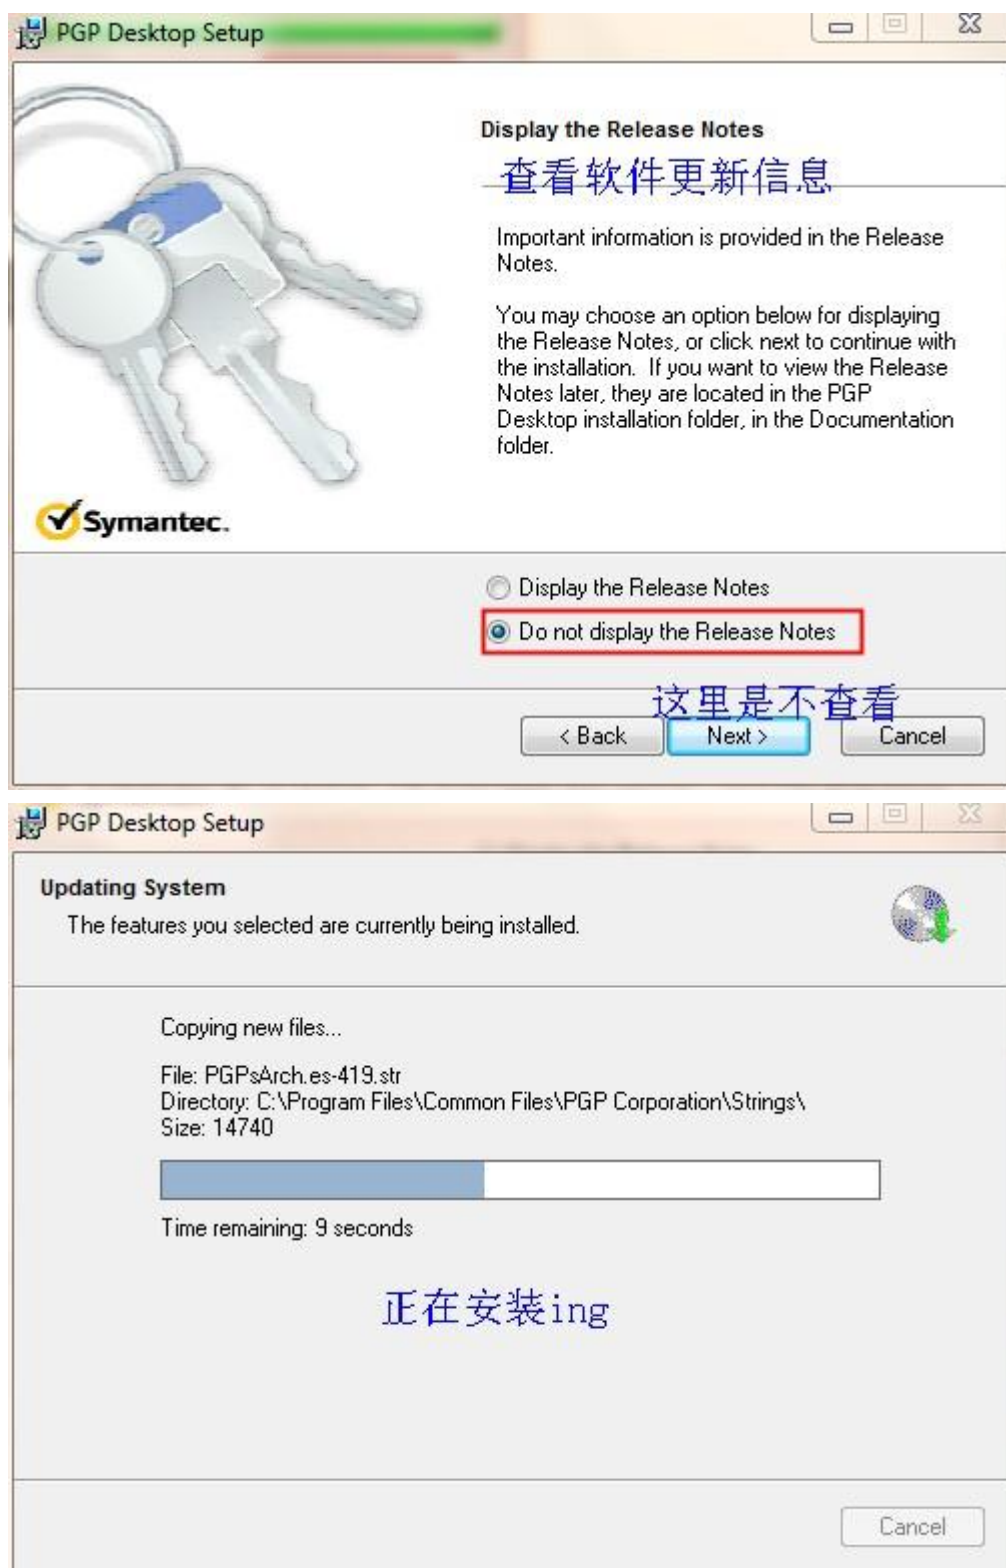 PGP Desktop Setup
Display the Release Notes
查看软件更新信息
Important information is provided in the Release
Notes.
You may choose an option below for displaying
the Release Notes, or click next to continue with
the installation.  If you want to view the Release
Notes later, they are located in the PGP
Desktop installation folder, in the Documentation
folder.
Symantec.
Display the Release Notes
Do not display the Release Notes
这里是不查看
< Back
Next >
Cancel
PGP Desktop Setup
Updating System
The features you selected are currently being installed.
Copying new files...
File: PGPsArch.es-419.str
Directory: C:\Program Files\Common Files\PGP Corporation\Strings\
Size: 14740
Time remaining: 9 seconds
正在安装ing
Cancel